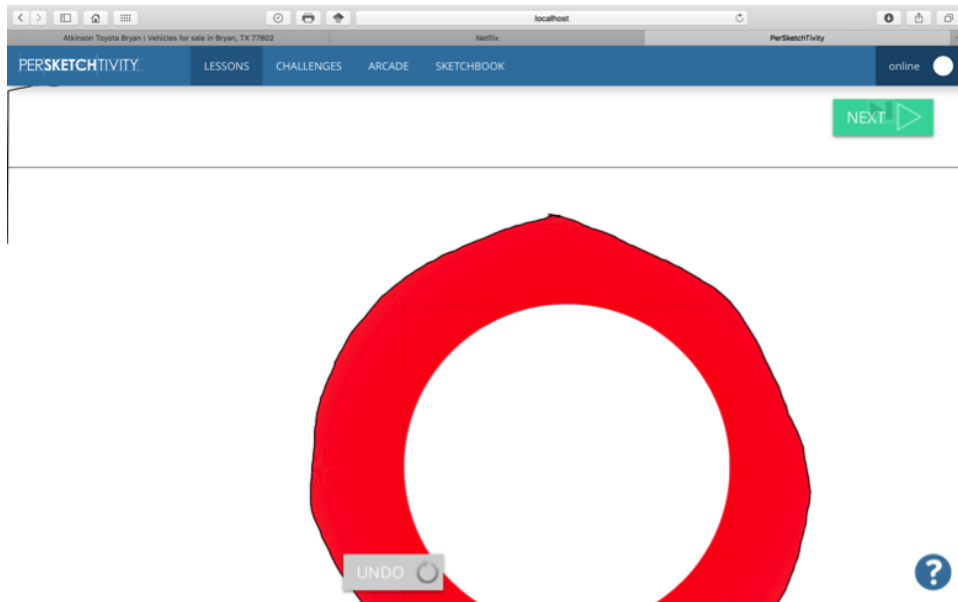 localhost
Atkinson Toyota Bryan | Vehicles for sale in Bryan, TX 77802
Netflix
PerSketchTivity
PERSKETCHTIVITY
LESSONS
CHALLENGES
ARCADE
SKETCHBOOK
online
NEXT
UNDO
?